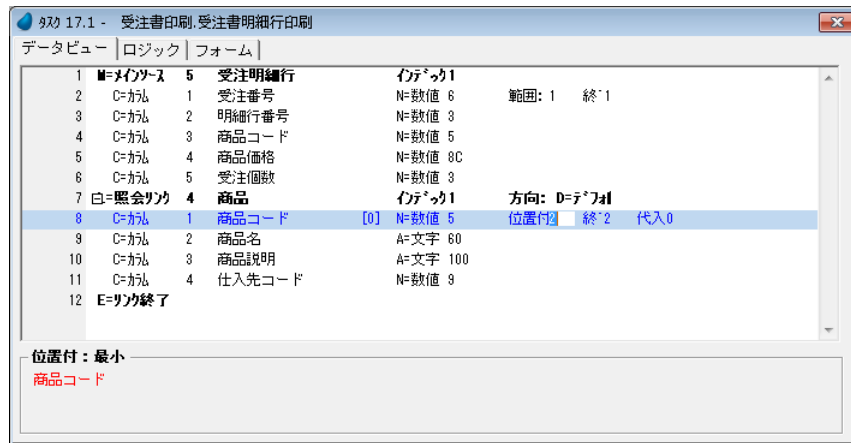 ﾀｽｸ 17.1 - 受注書印刷.受注書明細行印刷
データビュー ロジック フォーム
1 M=ﾒｲﾝｿｰｽ 5 受注明細行 ｲﾝﾃﾞｯｸ1
2 C=ｶﾗﾑ 1 受注番号 N=数値 6 範囲: 1 終˜1
3 C=ｶﾗﾑ 2 明細行番号 N=数値 3
4 C=ｶﾗﾑ 3 商品コード N=数値 5
5 C=ｶﾗﾑ 4 商品価格 N=数値 8C
6 C=ｶﾗﾑ 5 受注個数 N=数値 3
7 =照会ﾘﾝｸ 4 商品 ｲﾝﾃﾞｯｸ1 方向: D=ﾃﾞﾌｫﾙ
8 C=ｶﾗﾑ 1 商品コード [0] N=数値 5 位置付2 終˜2 代入0
9 C=ｶﾗﾑ 2 商品名 A=文字 60
10 C=ｶﾗﾑ 3 商品説明 A=文字 100
11 C=ｶﾗﾑ 4 仕入先コード N=数値 9
12 E=ﾘﾝｸ終了
位置付：最小
商品コード